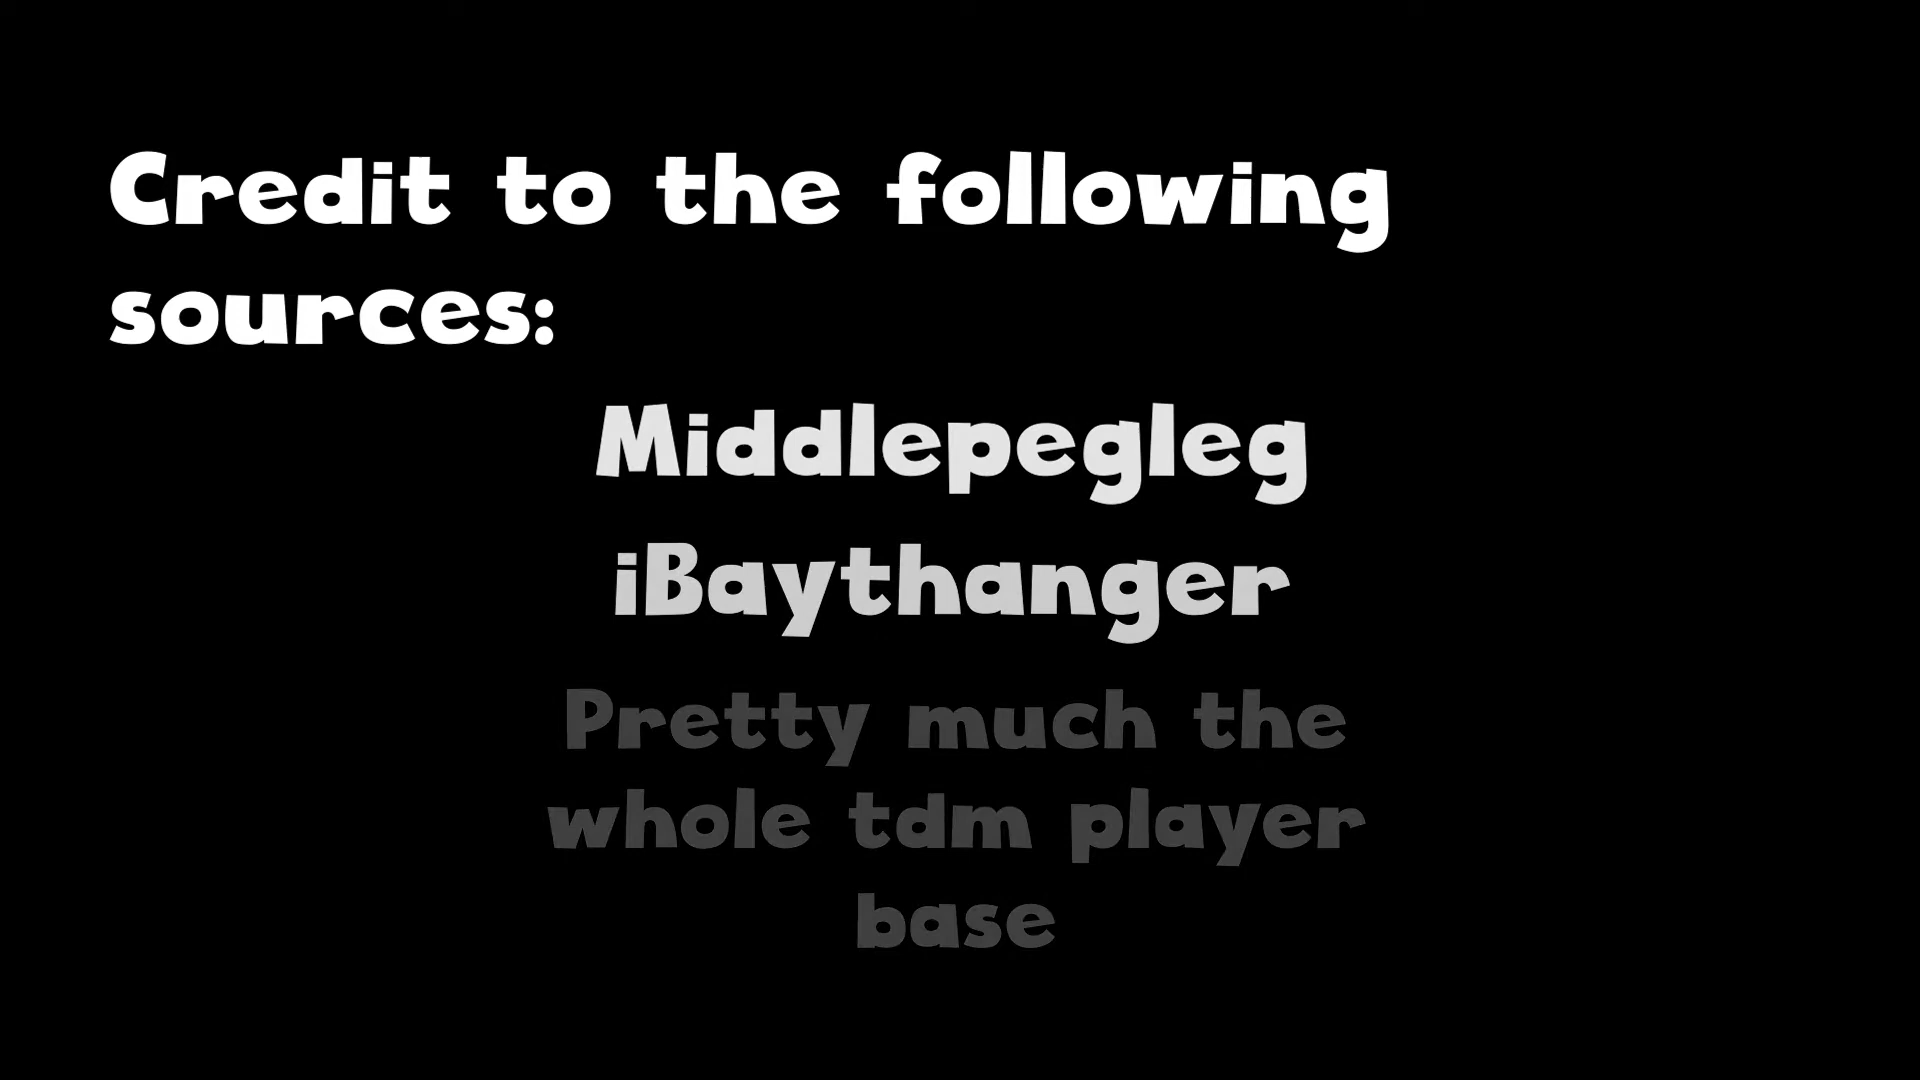 Credit to the following
sources:
Middlepegleg
iBaythanger
Pretty much the
whole tdm player
base